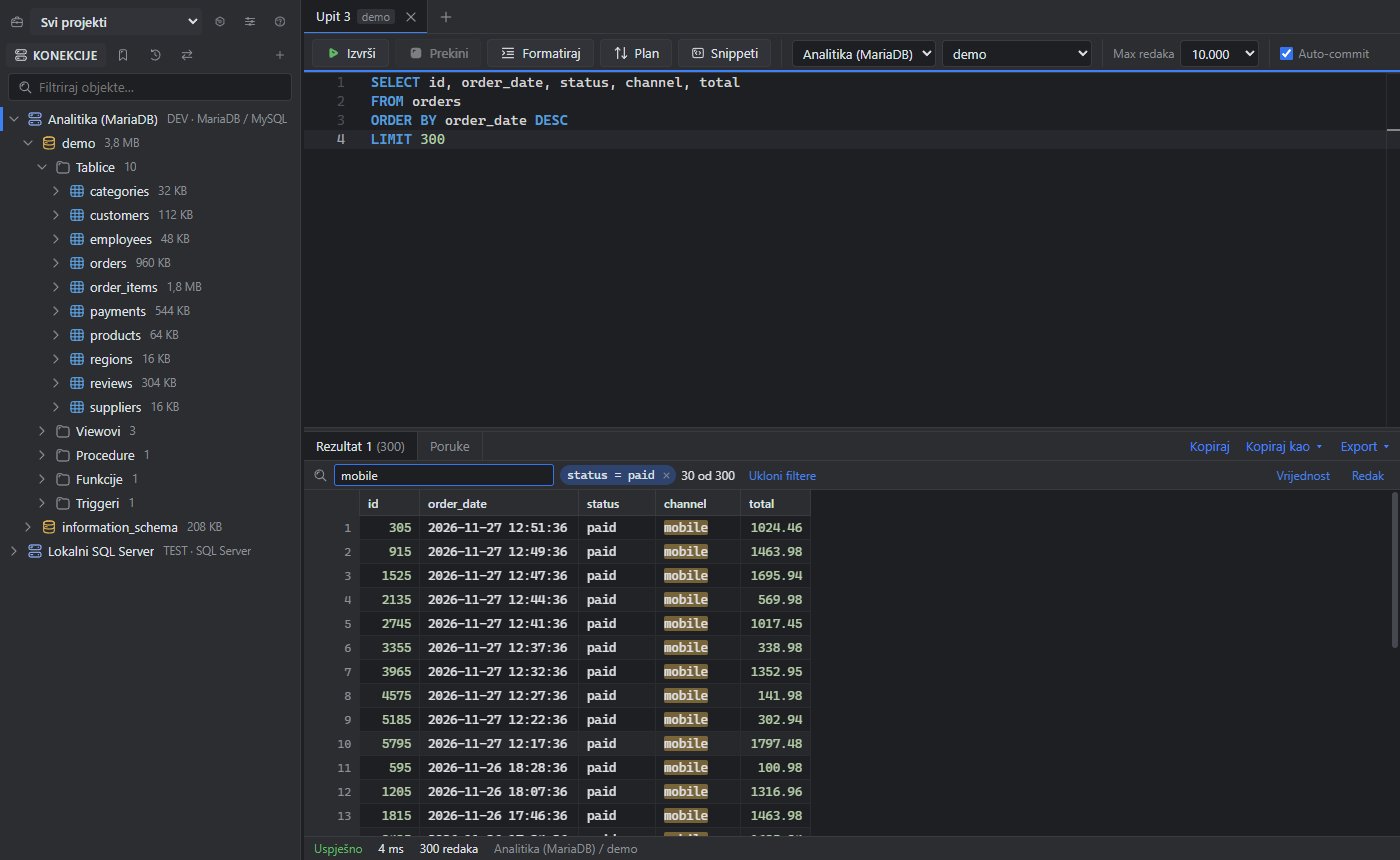 Svi projekti
KONEKCIJE
Filtriraj objekte...
Analitika (MariaDB) DEV · MariaDB / MySQL
demo 3,8 MB
Tablice 10
categories 32 KB
customers 112 KB
employees 48 KB
orders 960 KB
order_items 1,8 MB
payments 544 KB
products 64 KB
regions 16 KB
reviews 304 KB
suppliers 16 KB
Viewovi 3
Procedure 1
Funkcije 1
Triggeri 1
information_schema 208 KB
Lokalni SQL Server TEST · SQL Server
Upit 3 demo
Izvrši Prekini Formatiraj Plan Snippeti Analitika (MariaDB) demo Max redaka 10.000 Auto-commit
1 SELECT id, order_date, status, channel, total
2 FROM orders
3 ORDER BY order_date DESC
4 LIMIT 300
Rezultat 1 (300) Poruke Kopiraj Kopiraj kao Export
mobile status = paid × 30 od 300 Ukloni filtere Vrijednost Redak
id order_date status channel total
1 305 2026-11-27 12:51:36 paid mobile 1024.46
2 915 2026-11-27 12:49:36 paid mobile 1463.98
3 1525 2026-11-27 12:47:36 paid mobile 1695.94
4 2135 2026-11-27 12:44:36 paid mobile 569.98
5 2745 2026-11-27 12:41:36 paid mobile 1017.45
6 3355 2026-11-27 12:37:36 paid mobile 338.98
7 3965 2026-11-27 12:32:36 paid mobile 1352.95
8 4575 2026-11-27 12:27:36 paid mobile 141.98
9 5185 2026-11-27 12:22:36 paid mobile 302.94
10 5795 2026-11-27 12:17:36 paid mobile 1797.48
11 595 2026-11-26 18:28:36 paid mobile 100.98
12 1205 2026-11-26 18:07:36 paid mobile 1316.96
13 1815 2026-11-26 17:46:36 paid mobile 1463.98
Uspješno 4 ms 300 redaka Analitika (MariaDB) / demo